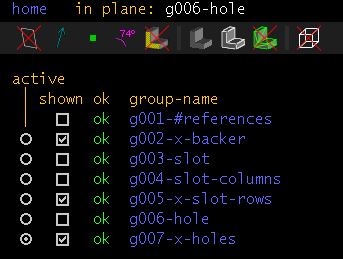 home in plane: g006-hole
74°
active
shown ok group-name
ok g001-#references
ok g002-x-backer
ok g003-slot
ok g004-slot-columns
ok g005-x-slot-rows
ok g006-hole
ok g007-x-holes